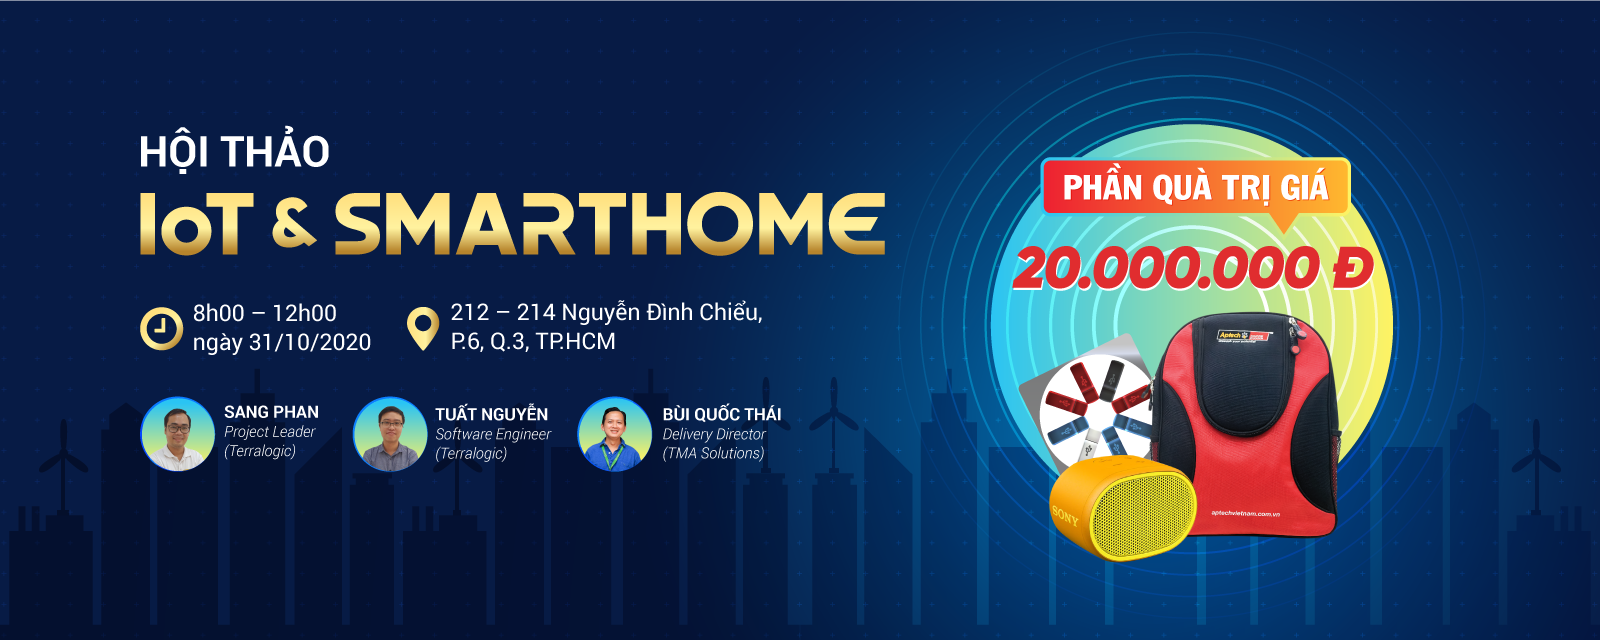 HỘI THẢO
IoT & SMARTHOME
8h00 – 12h00
ngày 31/10/2020
212 – 214 Nguyễn Đình Chiểu,
P.6, Q.3, TP.HCM
SANG PHAN
Project Leader
(Terralogic)
TUẤT NGUYỄN
Software Engineer
(Terralogic)
BÙI QUỐC THÁI
Delivery Director
(TMA Solutions)
PHẦN QUÀ TRỊ GIÁ
20.000.000 Đ
Aptech
SONY
aptechvietnam.com.vn